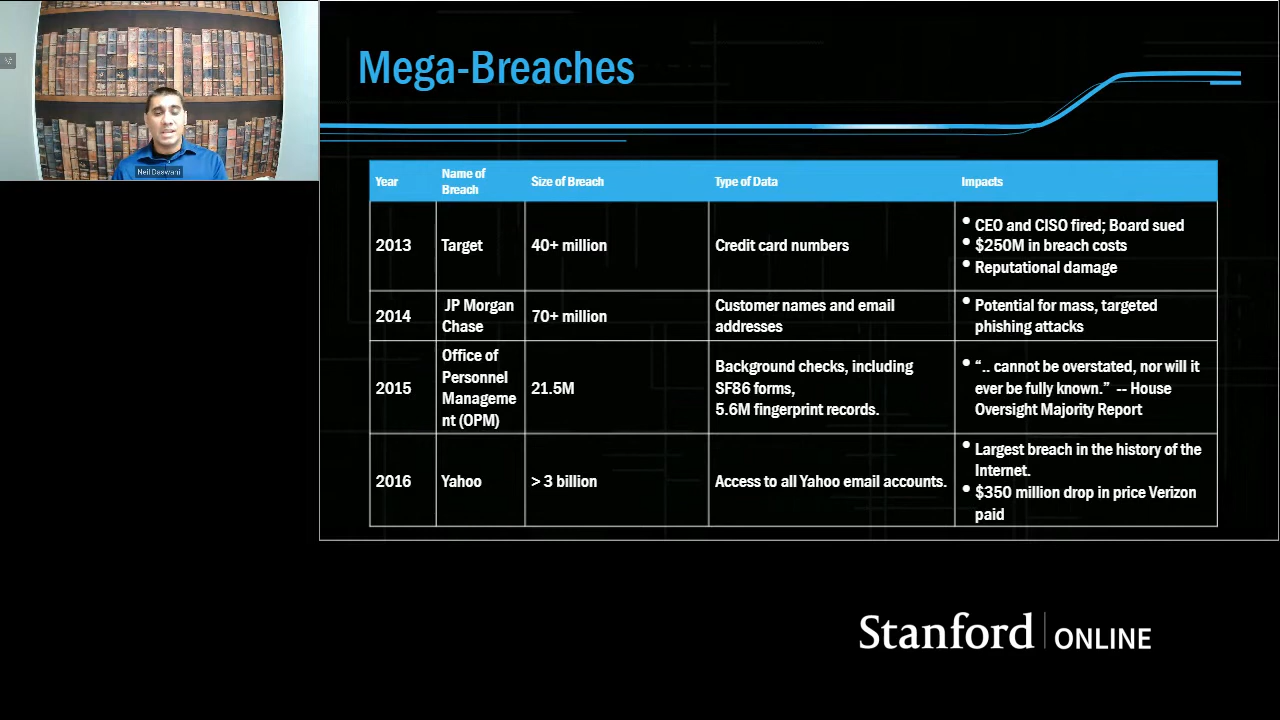 Neil Daswani
Mega-Breaches
Year
Name of
Breach
Size of Breach
Type of Data
Impacts
2013
Target
40+ million
Credit card numbers
• CEO and CISO fired; Board sued
• $250M in breach costs
• Reputational damage
2014
JP Morgan
Chase
70+ million
Customer names and email
addresses
• Potential for mass, targeted
phishing attacks
2015
Office of
Personnel
Manageme
nt (OPM)
21.5M
Background checks, including
SF86 forms,
5.6M fingerprint records.
• “.. cannot be overstated, nor will it
ever be fully known.” -- House
Oversight Majority Report
2016
Yahoo
> 3 billion
Access to all Yahoo email accounts.
• Largest breach in the history of the
Internet.
• $350 million drop in price Verizon
paid
Stanford | ONLINE